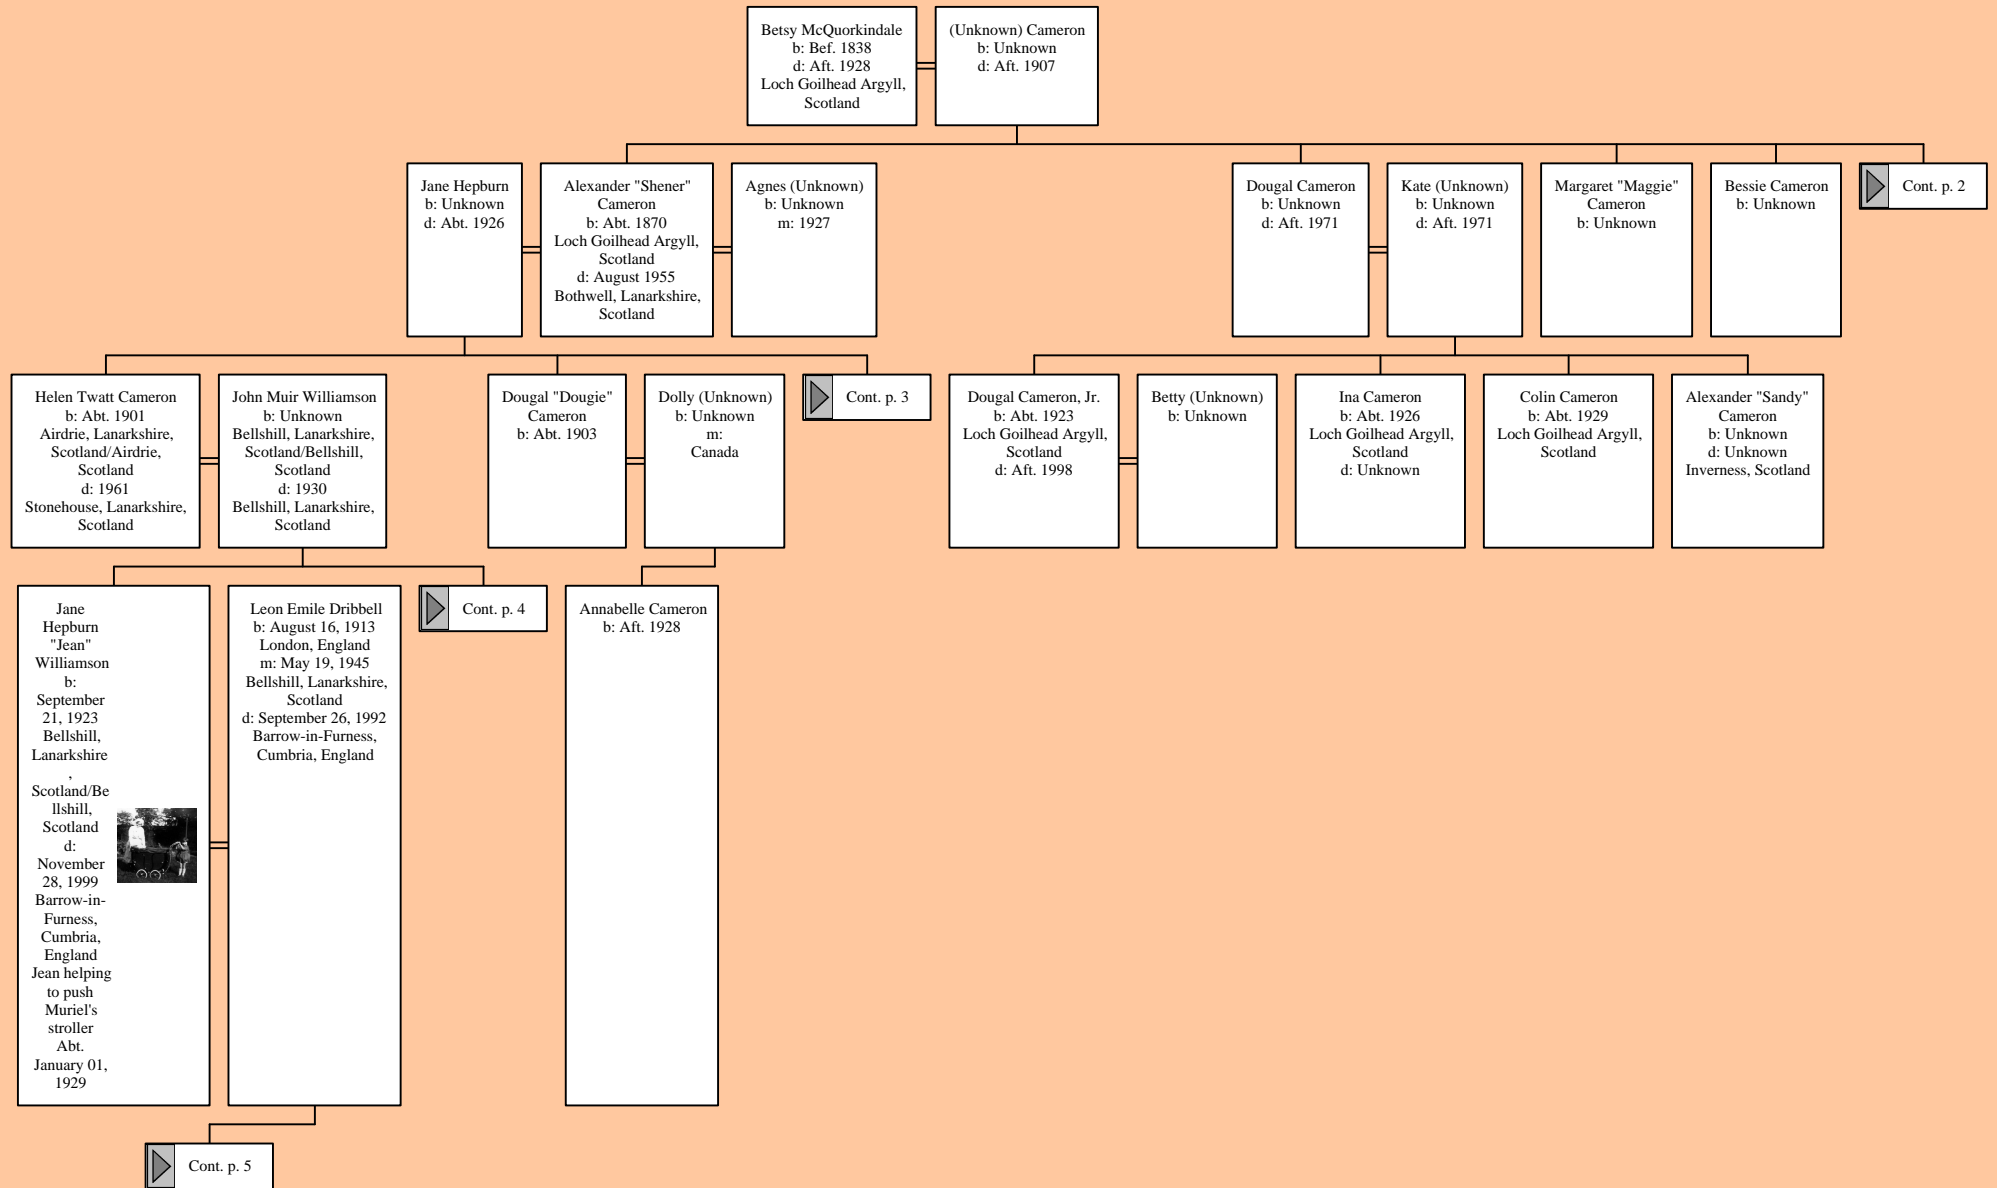 Betsy McQuorkindale
b: Bef. 1838
d: Aft. 1928
Loch Goilhead Argyll,
Scotland
(Unknown) Cameron
b: Unknown
d: Aft. 1907
Jane Hepburn
b: Unknown
d: Abt. 1926
Alexander "Shener"
Cameron
b: Abt. 1870
Loch Goilhead Argyll,
Scotland
d: August 1955
Bothwell, Lanarkshire,
Scotland
Agnes (Unknown)
b: Unknown
m: 1927
Dougal Cameron
b: Unknown
d: Aft. 1971
Kate (Unknown)
b: Unknown
d: Aft. 1971
Margaret "Maggie"
Cameron
b: Unknown
Bessie Cameron
b: Unknown
Cont. p. 2
Helen Twatt Cameron
b: Abt. 1901
Airdrie, Lanarkshire,
Scotland/Airdrie,
Scotland
d: 1961
Stonehouse, Lanarkshire,
Scotland
John Muir Williamson
b: Unknown
Bellshill, Lanarkshire,
Scotland/Bellshill,
Scotland
d: 1930
Bellshill, Lanarkshire,
Scotland
Dougal "Dougie"
Cameron
b: Abt. 1903
Dolly (Unknown)
b: Unknown
m:
Canada
Cont. p. 3
Dougal Cameron, Jr.
b: Abt. 1923
Loch Goilhead Argyll,
Scotland
d: Aft. 1998
Betty (Unknown)
b: Unknown
Ina Cameron
b: Abt. 1926
Loch Goilhead Argyll,
Scotland
d: Unknown
Colin Cameron
b: Abt. 1929
Loch Goilhead Argyll,
Scotland
Alexander "Sandy"
Cameron
b: Unknown
d: Unknown
Inverness, Scotland
Jane
Hepburn
"Jean"
Williamson
b:
September
21, 1923
Bellshill,
Lanarkshire
,
Scotland/Be
llshill,
Scotland
d:
November
28, 1999
Barrow-in-
Furness,
Cumbria,
England
Jean helping
to push
Muriel's
stroller
Abt.
January 01,
1929
Leon Emile Dribbell
b: August 16, 1913
London, England
m: May 19, 1945
Bellshill, Lanarkshire,
Scotland
d: September 26, 1992
Barrow-in-Furness,
Cumbria, England
Cont. p. 4
Annabelle Cameron
b: Aft. 1928
Cont. p. 5